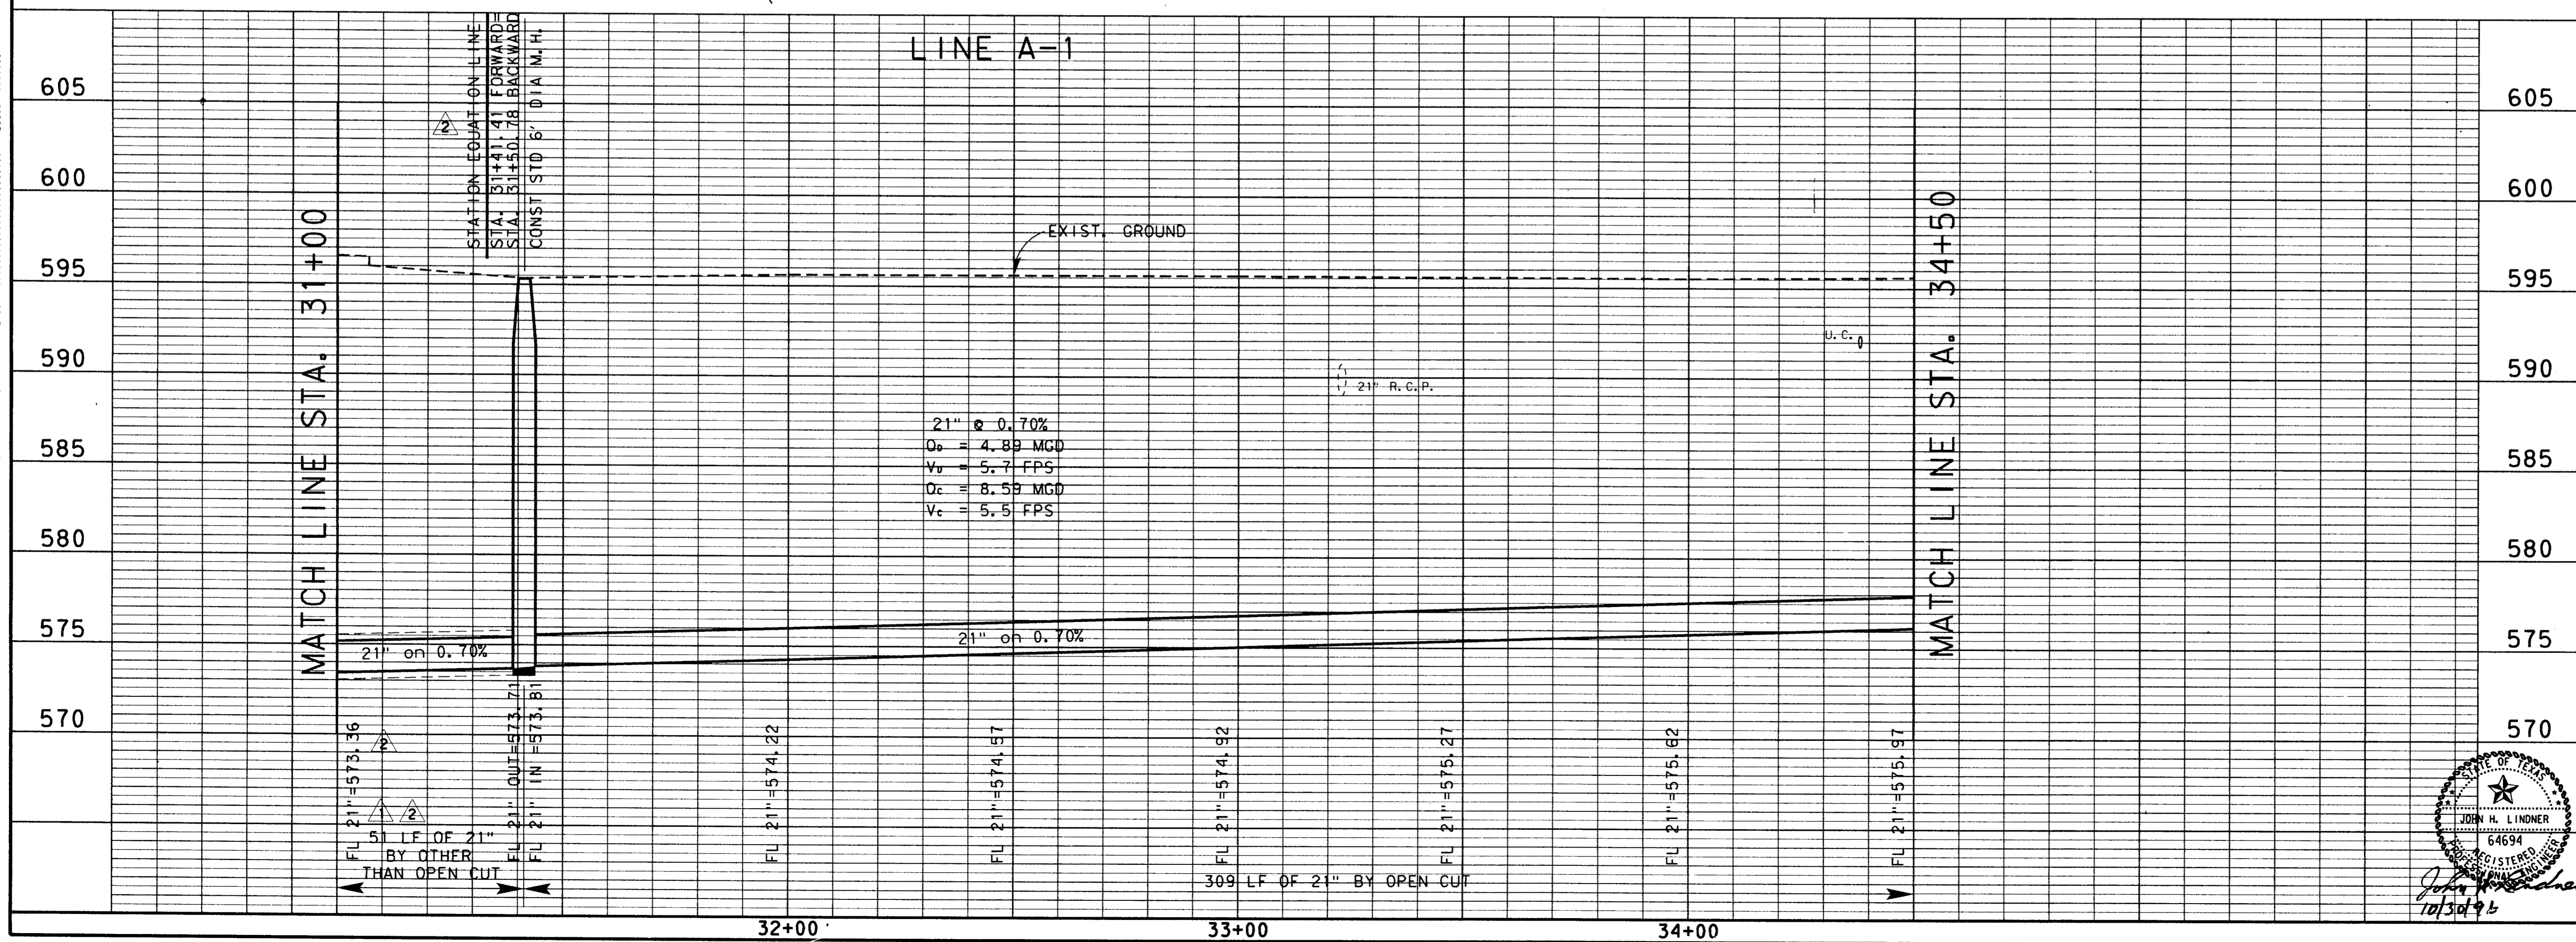 LINE A-1
605
600
595
590
585
580
575
570
MATCH LINE STA. 31+00
2
STATION EQUATION LINE
STA. 31+41.41 FORWARD=
STA. 31+50.78 BACKWARD
CONST STD 6' DIA M.H.
EXIST. GROUND
21" R.C.P.
U.C.
21" @ 0.70%
QD = 4.89 MGD
VD = 5.7 FPS
QC = 8.59 MGD
VC = 5.5 FPS
21" on 0.70%
21" on 0.70%
FL 21"=573.36
2
1 2
51 LF OF 21"
BY OTHER
THAN OPEN CUT
FL 21" OUT=573.71
FL 21" IN =573.81
FL 21"=574.22
FL 21"=574.57
FL 21"=574.92
FL 21"=575.27
FL 21"=575.62
FL 21"=575.97
309 LF OF 21" BY OPEN CUT
MATCH LINE STA. 34+50
605
600
595
590
585
580
575
570
32+00
33+00
34+00
STATE OF TEXAS
JOHN H. LINDNER
64694
REGISTERED
PROFESSIONAL ENGINEER
John H. Lindner